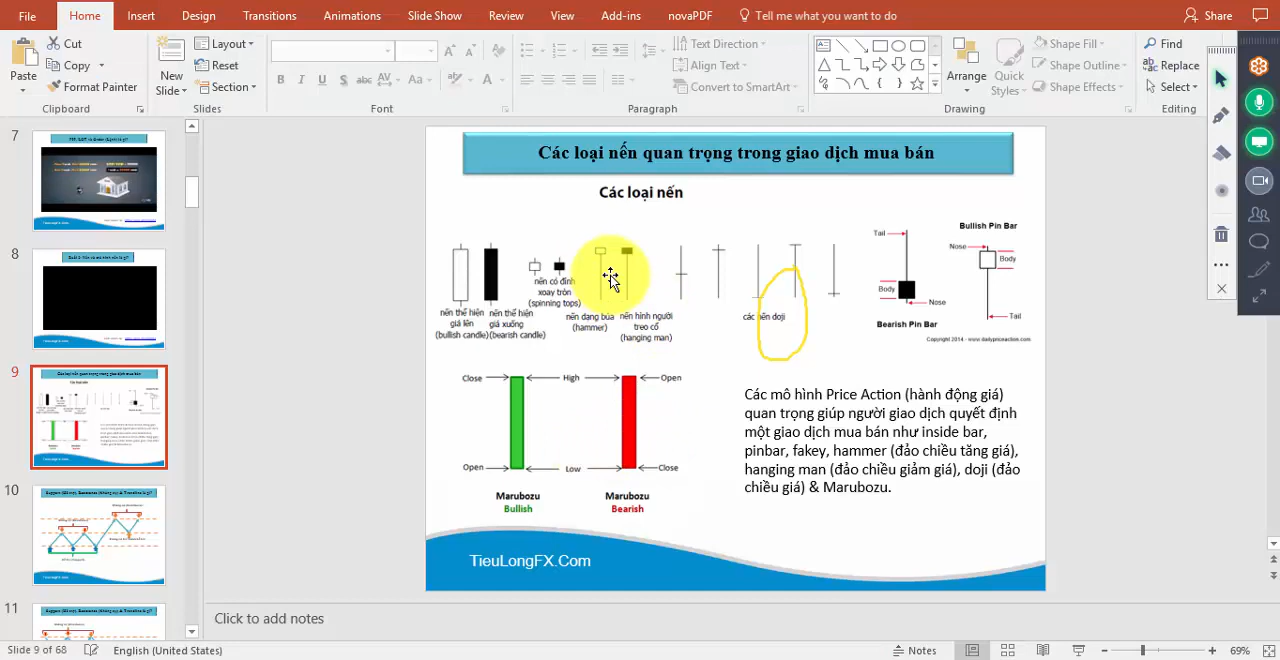 File
Home
Insert
Design
Transitions
Animations
Slide Show
Review
View
Add-ins
novaPDF
Tell me what you want to do
Share
Paste
Cut
Copy
Format Painter
Clipboard
New
Slide
Layout
Reset
Section
Slides
Font
Text Direction
Align Text
Convert to SmartArt
Paragraph
Arrange
Quick
Styles
Shape Fill
Shape Outline
Shape Effects
Drawing
Find
Replace
Select
Editing
7
8
9
10
11
Các loại nến quan trọng trong giao dịch mua bán
Các loại nến
nến thể hiện
giá lên
(bullish candle)
nến thể hiện
giá xuống
(bearish candle)
nến có đỉnh
xoay tròn
(spinning tops)
nến dạng búa
(hammer)
nến hình người
treo cổ
(hanging man)
các nến doji
Tail
Body
Nose
Bearish Pin Bar
Bullish Pin Bar
Nose
Body
Tail
Copyright 2014 - www.dailypriceaction.com
Close
High
Open
Open
Low
Close
Marubozu
Bullish
Marubozu
Bearish
Các mô hình Price Action (hành động giá)
quan trọng giúp người giao dịch quyết định
một giao dịch mua bán như inside bar,
pinbar, fakey, hammer (đảo chiều tăng giá),
hanging man (đảo chiều giảm giá), doji (đảo
chiều giá) & Marubozu.
TieuLongFX.Com
Click to add notes
Slide 9 of 68
English (United States)
Notes
69%